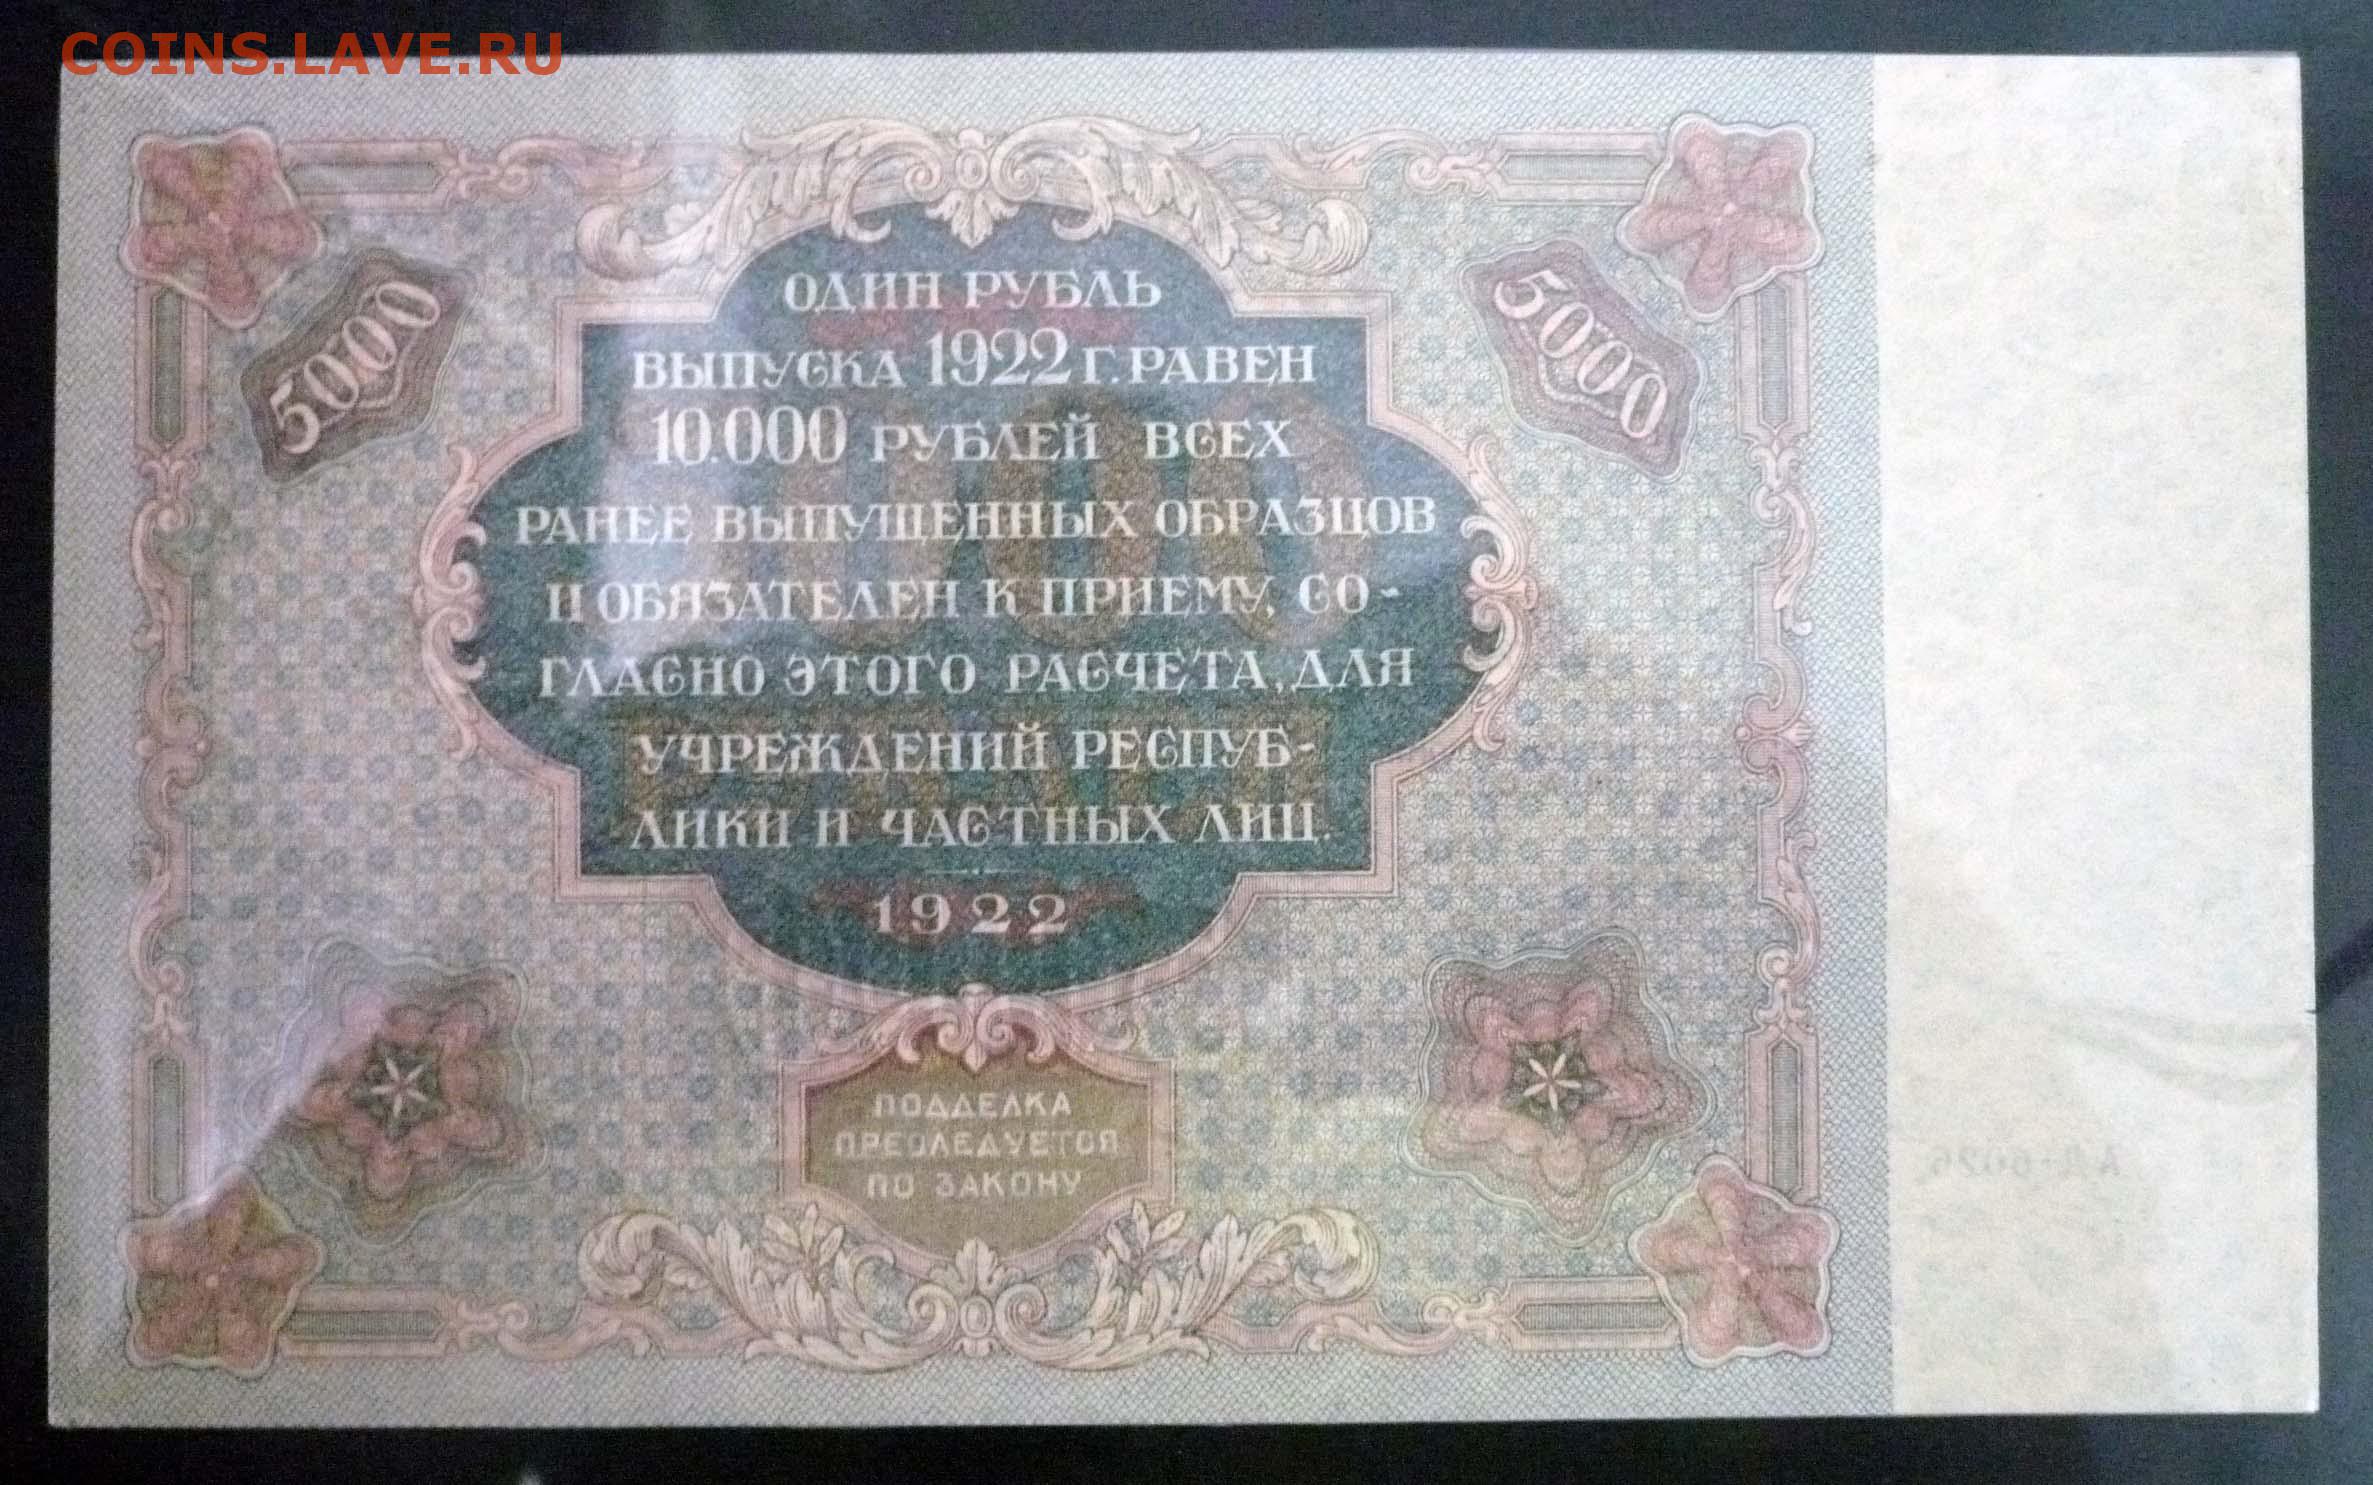 COINS.LAVE.RU
5000
5000
ОДИН РУБЛЬ
ВЫПУСКА 1922 Г. РАВЕН
10.000 РУБЛЕЙ ВСЕХ
РАНЕЕ ВЫПУЩЕННЫХ ОБРАЗЦОВ
И ОБЯЗАТЕЛЕН К ПРИЕМУ, СО-
ГЛАСНО ЭТОГО РАСЧЕТА, ДЛЯ
УЧРЕЖДЕНИЙ РЕСПУБ-
ЛИКИ И ЧАСТНЫХ ЛИЦ.
1922
ПОДДЕЛКА
ПРЕСЛЕДУЕТСЯ
ПО ЗАКОНУ